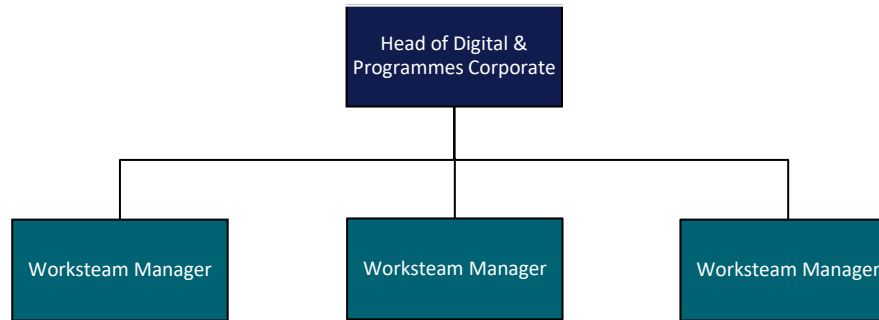 Head of Digital &
Programmes Corporate
Worksteam Manager
Worksteam Manager
Worksteam Manager